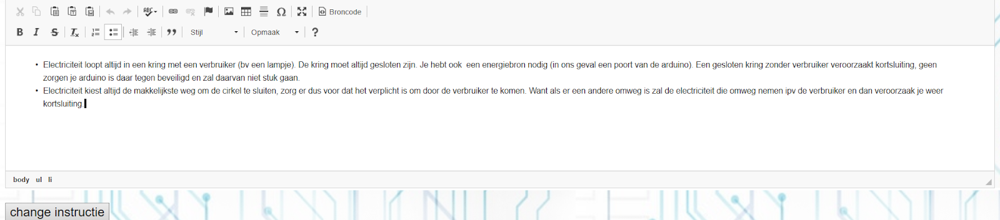 ABC
Broncode
B I S Ix
Stijl
Opmaak
?
• Electriciteit loopt altijd in een kring met een verbruiker (bv een lampje). De kring moet altijd gesloten zijn. Je hebt ook  een energiebron nodig (in ons geval een poort van de arduino). Een gesloten kring zonder verbruiker veroorzaakt kortsluiting, geen
zorgen je arduino is daar tegen beveiligd en zal daarvan niet stuk gaan.
• Electriciteit kiest altijd de makkelijkste weg om de cirkel te sluiten, zorg er dus voor dat het verplicht is om door de verbruiker te komen. Want als er een andere omweg is zal de electriciteit die omweg nemen ipv de verbruiker en dan veroorzaak je weer
kortsluiting.
body ul li
change instructie